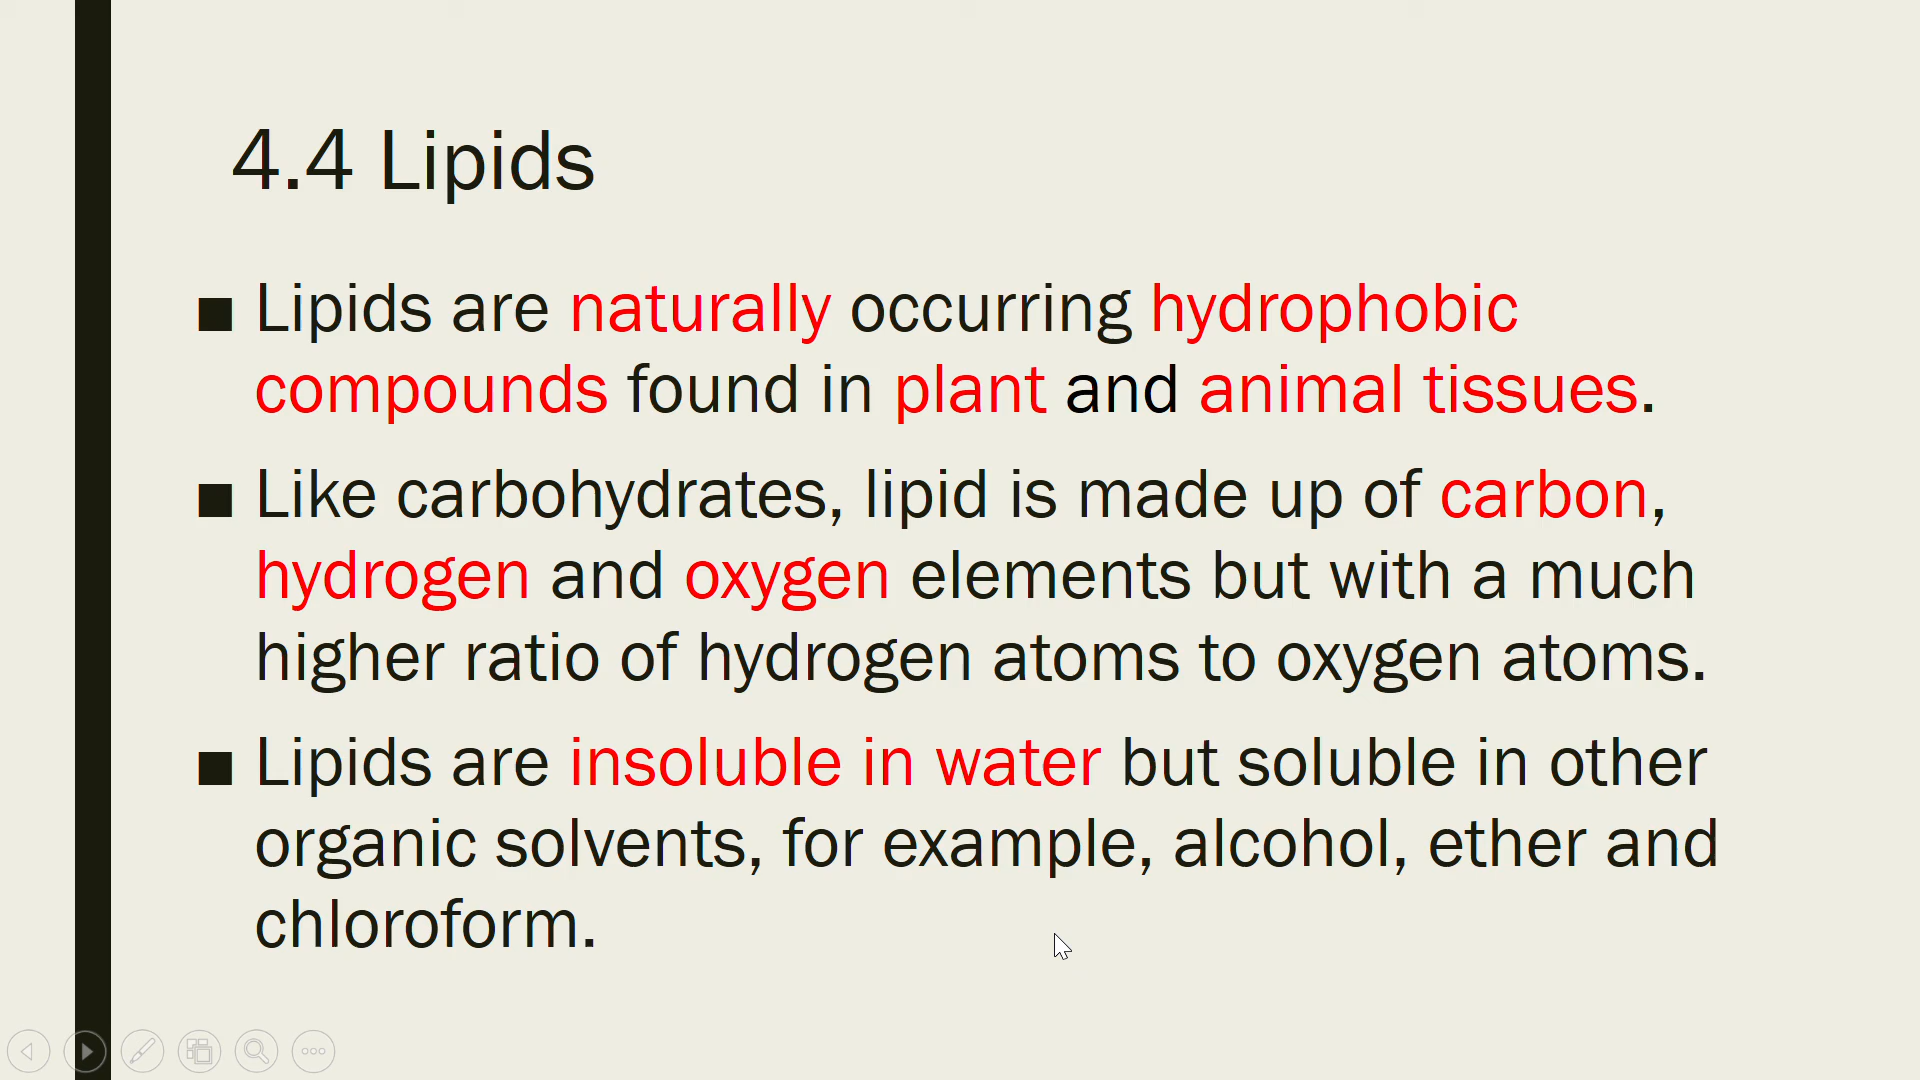 4.4 Lipids
■ Lipids are naturally occurring hydrophobic
compounds found in plant and animal tissues.
■ Like carbohydrates, lipid is made up of carbon,
hydrogen and oxygen elements but with a much
higher ratio of hydrogen atoms to oxygen atoms.
■ Lipids are insoluble in water but soluble in other
organic solvents, for example, alcohol, ether and
chloroform.